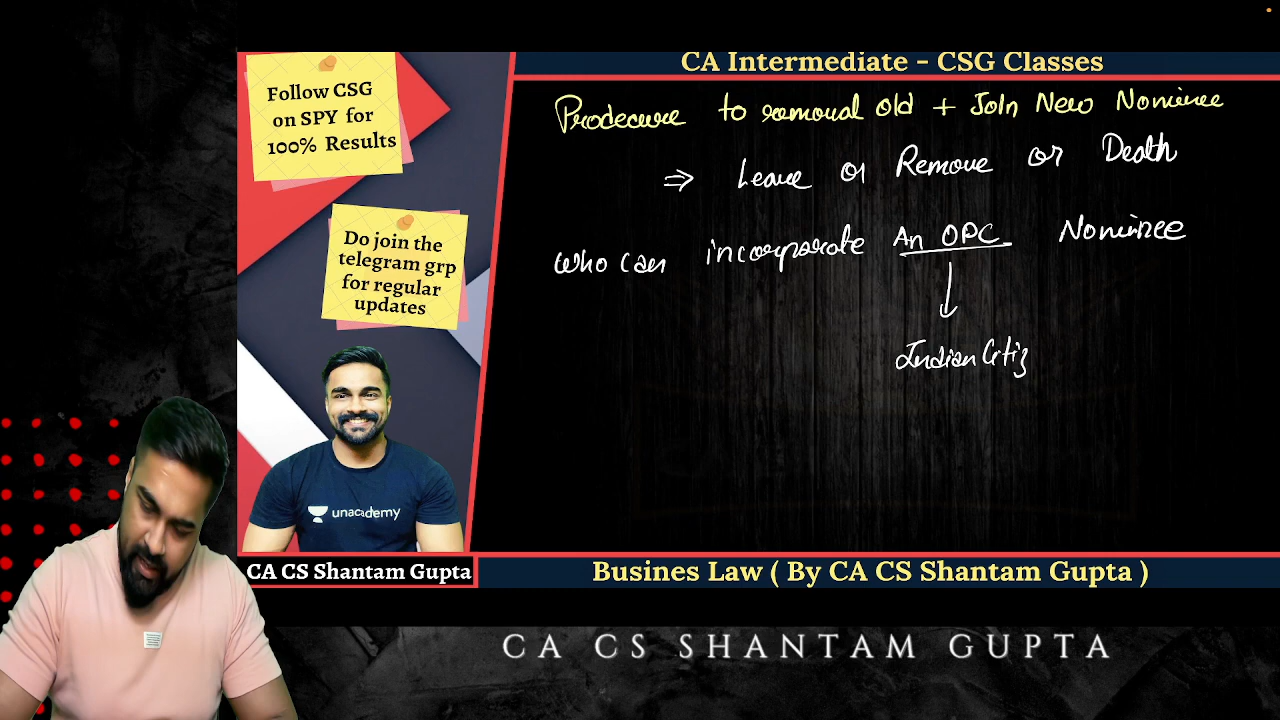 CA Intermediate - CSG Classes
Follow CSG
on SPY for
100% Results
Do join the
telegram grp
for regular
updates
unacademy
CA CS Shantam Gupta
Prodecure to removal old + Join New Nominee
⇒ Leave or Remove or Death
Who can incorporate An OPC Nominee
↓
Indian Citiz
Busines Law ( By CA CS Shantam Gupta )
CA CS SHANTAM GUPTA